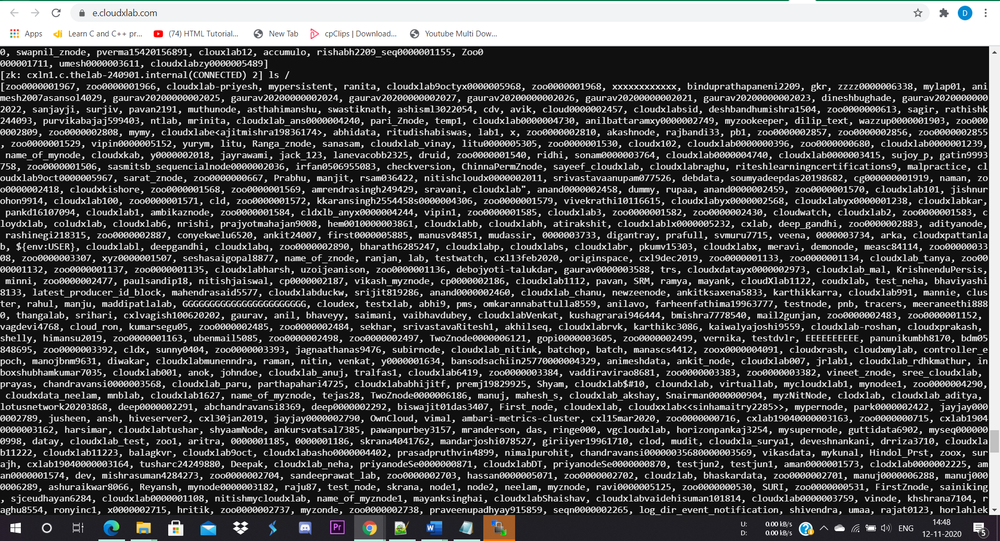 e.cloudxlab.com
D
Apps
Learn C and C++ pr...
(74) HTML Tutorial...
New Tab
cpClips | Download...
Youtube Multi Dow...
0, swapnil_znode, pverma15420156891, clouxlab12, accumulo, rishabh2209_seq0000001155, Zoo0
000001711, umesh0000003611, cloudxlabzy0000005489]
[zk: cxln1.c.thelab-240901.internal(CONNECTED) 2] ls /
[zoo0000001967, zoo0000001966, cloudxlab-priyesh, mypersistent, ranita, cloudxlab9octyx0000005968, zoo0000001968, xxxxxxxxxxxx, binduprathapaneni2209, gkr, zzzz0000006338, mylap01, ani
mesh2007asansol4029, gaurav20200000002025, gaurav20200000002024, gaurav20200000002027, gaurav20200000002026, gaurav20200000002021, gaurav20200000002023, dineshbughade, gaurav2020000000
2022, sanjayji, surjiv, pavan2191, muthunode, asthahimanshu, swastiknath, ashisml3022054, cdv, avik, cloud0000002457, cloudxlabsid, deshbandhumishra1504, zoo0000000613, sagir, rathishk
244093, purvikabajaj599403, ntlab, mrinita, cloudxlab_ans0000004240, pari_Znode, temp1, cloudxlab0000004730, anilbattaramxy0000002749, myzookeeper, dilip_text, wazzup0000001903, zoo000
0002809, zoo0000002808, mymy, cloudxlabe<ajitmishra19836174>, abhidata, ritudishabiswas, lab1, x, zoo0000002810, akashnode, rajbandi33, pb1, zoo0000002857, zoo0000002856, zoo0000002855
, zoo0000001529, vipin0000005152, yurym, litu, Ranga_znode, sanasam, cloudxlab_vinay, litu0000005305, zoo0000001530, cloudx102, cloudxlab0000000396, zoo0000000680, cloudxlab0000001239,
name_of_mynode, cloudxkab, y0000002018, jayrawami, jack_123, lanevacobb2325, druid, zoo0000001540, ridhi, sonam0000003764, cloudxlab0000004740, cloudxlab0000003415, sujoy_p, gatin9993
758, zoo0000001506, sasmitsb_sequencialnode0000002036, irfan0506955083, checkversion, ChinnaPermZnode, sayeef_cloudxlab, cloudxlabraghu, riteshlearningncertifications9, malpractice, cl
oudxlab9oct0000005967, sarat_znode, zoo0000000667, Prabhu, manjit, rsam036422, nitishcloudx0000002011, srivastavaanupam077526, debdata, soumyadeepdas20198682, cg0000001919, naman, zo
o0000002418, cloudxkishore, zoo0000001568, zoo0000001569, amrendrasingh249429, sravani, cloudxlab", anand0000002458, dummy, rupaa, anand0000002459, zoo0000001570, cloudxlab101, jishnur
ohon9914, cloudxlab100, zoo0000001571, cld, zoo0000001572, kkaransingh2554458s0000004306, zoo0000001579, vivekrathi10116615, cloudxlabyx0000002568, cloudxlabyx0000001238, cloudxlabkar,
pankd16107094, cloudxlab1, ambikaznode, zoo0000001584, cldxlb_anyx0000004244, vipin1, zoo0000001585, cloudxlab3, zoo0000001582, zoo0000002430, cloudwatch, cloudxlab2, zoo0000001583, c
loydxlab, coludxlab, cloudxlab6, nrishi, prajyotmahajan9008, hem0010000003861, cloudxlabb, cloudxlabh, atirakshit, cloudxlablx0000005232, cxlab, deep_gandhi, zoo0000002883, adityanode,
rashinegi218315, zoo0000002887, conyekwelu6520, ankit24007, first0000005885, manusv84851, mudassir, 0000003733, digantray, prafull, svmuru7715, veena, 0000003734, arka, cloudxpattanla
b, ${env:USER}, cloudxlabl, deepgandhi, cloudxlabq, zoo0000002890, bharath6285247, cloudxlabp, cloudxlabs, cloudxlabr, pkumv15303, cloudxlabx, meravi, demonode, measc84114, zoo00000033
08, zoo0000003307, xyz0000001507, seshasaigopal8877, name_of_znode, ranjan, lab, testwatch, cxl13feb2020, originspace, cxl9dec2019, zoo0000001133, zoo0000001134, cloudxlab_tanya, zoo00
00001132, zoo0000001137, zoo0000001135, cloudxlabharsh, uzoijeanison, zoo0000001136, debojyoti-talukdar, gaurav0000003588, trs, cloudxdatayx0000002973, cloudxlab_mal, KrishnenduPersis,
minni, zoo0000002477, paulsandip18, nitishjaiswal, cp0000002187, vikash_myznode, cp0000002186, cloudxlab1112, pavan, SRM, ramya, mayank, cloudXlab1122, coudxlab, test_neha, bhaviyashi
8133, latest_producer_id_block, mahendrasaid5577, cloudxlabduckw, srijit819286, anand0000002460, cloudxlab_chanu, newzeenode, ankitksaxena5833, karthikkarra, cloudxlab991, mannie, clus
ter, rahul, manju, maddipatlalab, GGGGGGGGGGGGGGGGGGGGGGG, cloudex, testxlab, abhi9, pms, omkarannabattulla8559, anilavo, farheenfathima19963777, testnode, pnb, tracers, meeraneethi888
0, thangalab, srihari, cxlvagish100620202, gaurav, anil, bhaveyy, saimani, vaibhavdubey, cloudxlabVenkat, kushagrarai946444, bmishra7778540, mail2gunjan, zoo0000002483, zoo0000001152,
vagdevi4768, cloud_ron, kumarsegu05, zoo0000002485, zoo0000002484, sekhar, srivastavaRitesh1, akhilseq, cloudxlabrvk, karthikc3086, kaiwalyajoshi9559, cloudxlab-roshan, cloudxprakash,
shelly, himansu2019, zoo0000001163, ubenmail5085, zoo0000002498, zoo0000002497, TwoZnode0000006121, gopi0000003605, zoo0000002499, vernika, testdvlr, EEEEEEEEEE, panunikumbh8170, bdm05
848695, zoo0000003392, cldx, sunny0404, zoo0000003393, jagnaathanas9476, subirnode, cloudxlab_nitink, batchop, batch, manascs4412, zoox0000004091, cloudxrash, cloudxmylab, controller_e
poch, manojbnm9631, diwakar, cloudxlabmunenndra, raman, nitin, venkat, y0000001634, bansodsachiin25770000004329, animeshdata, ankit_node, cloudxlab007, jrlab1, cloudxlab_rdhkmathur, in
boxshubhamkumar7035, cloudxlab001, anok, johndoe, cloudxlab_anuj, tralfas1, cloudxlab6419, zoo0000003384, vaddiravirao8681, zoo0000003383, zoo0000003382, vineet_znode, sree_cloudxlab,
prayas, chandravansi0000003568, cloudxlab_paru, parthapahari4725, cloudxlababhijitf, premj19829925, Shyam, cloudxlab$#10, cloundxlab, virtuallab, mycloudxlab1, mynodee1, zoo0000004290,
cloudxdata_neelam, mnblab, cloudxlab1627, name_of_myznode, tejas28, TwoZnode0000006186, manuj, mahesh_s, cloudxlab_akshay, Snairman0000000904, myzNitNode, clodxlab, cloudxlab_aditya,
lotusnetwork20203868, deep0000002291, abchandravansi8369, deep0000002292, biswajit01das3407, First_node, cloudexlab, cloudxxlab<<sinhamaitry2285>>, mypernode, park0000002422, jayjay000
0002789, jusheen, ansh, hiveserver2, cxl30jan2019, jayjay0000002790, OwnCloud, vimal, ambari-metrics-cluster, cxl15mar2020, zoo0000000716, cxlab19040000003163, zoo0000000715, cxlab1904
0000003162, harsimar, cloudxlabtushar, shyaamNode, ankursvatsal7385, pawanpurbey3157, mranderson, das, ringe000, vgcloudxlab, horizonpankaj3254, mysupernode, guttidata6902, myseq000000
0998, datay, cloudxlab_test, zoo1, aritra, 0000001185, 0000001186, skrana4041762, mandarjoshi078527, giriiyer19961710, clod, mudit, cloudxla_surya1, deveshnankani, drriza3710, cloudxla
b11222, cloudxlab11223, balagkvr, cloudxlab9oct, cloudxlabasho0000004402, prasadpruthvin4899, nimalpurohit, chandravansi00000035680000003569, vikasdata, mykunal, Hindol_Prst, zoox, sur
ajh, cxlab19040000003164, tusharc24249880, Deepak, cloudxlab_neha, priyanodeSe0000000871, cloudxlabDT, priyanodeSe0000000870, testjun2, testjun1, aman0000001573, clodxlab0000002225, am
an0000001574, dev, mishrasuman4284273, zoo0000002704, sandeeprawat_lab, zoo0000002703, hassan0000005071, zoo0000002702, cloudzlab, bhaskardata, zoo0000002701, manuj0000006288, manuj000
0006289, ashuraikwar8066, Reyansh, mynode0000003182, raju87, test_node, skrana, node1, node2, neelam, myznode, ravi0000005125, zoo0000000530, SURI, zoo0000000531, FirstZnode, sainiking
, sjceudhayan6284, cloudxlab0000001108, nitishmycloudxlab, name_of_myznode1, mayanksinghai, cloudxlabShaishav, cloudxlabvaidehisuman101814, cloudxlab0000003759, vinode, khshrana7104, r
aghu8554, ronyinc1, x0000002715, hritik, zoo0000002737, myzonde, zoo0000002738, praveenupadhyay915859, seqn0000002265, log_dir_event_notification, shivendra, umaa, rajat0123, horlahlek
Pr
W
U: 0.00 kB/s
D: 0.00 kB/s
ENG
14:48
12-11-2020
5